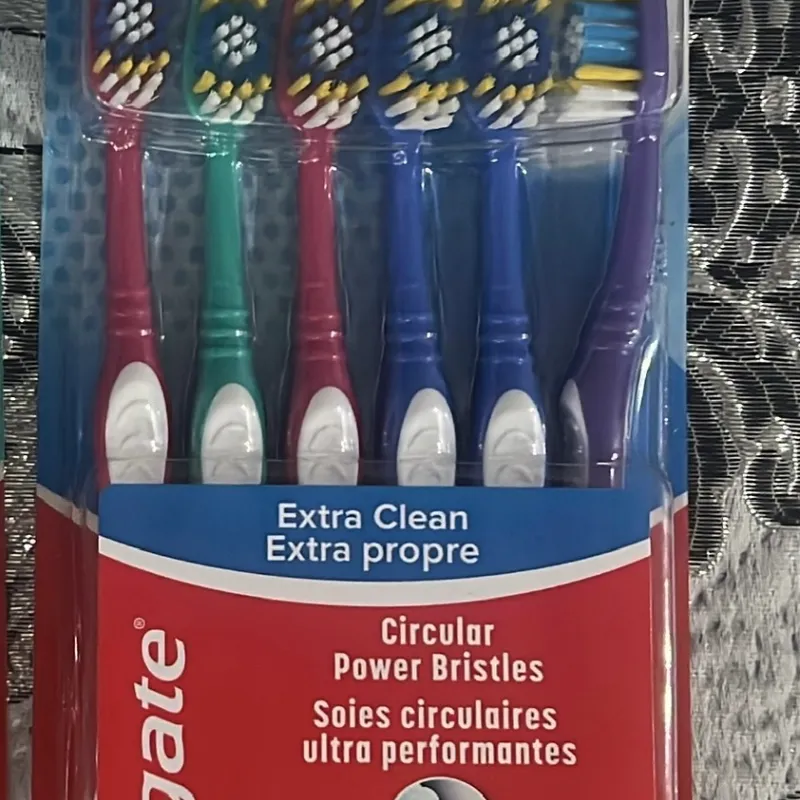 Extra Clean
Extra propre
Circular
Power Bristles
Soies circulaires
ultra performantes
gate®